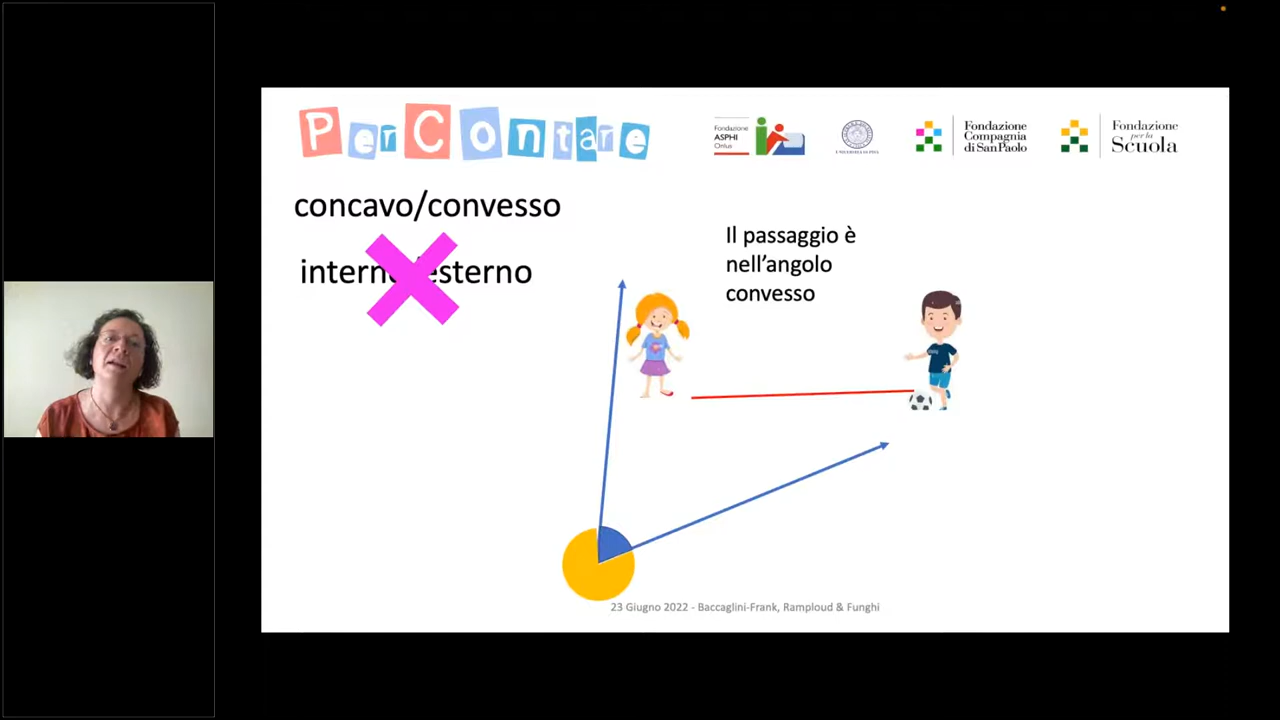 PerContare
Fondazione
ASPHI
Onlus
Fondazione
Compagnia
di San Paolo
Fondazione
per la
Scuola
concavo/convesso
interno/esterno
Il passaggio è
nell'angolo
convesso
23 Giugno 2022 - Baccaglini-Frank, Ramploud & Funghi